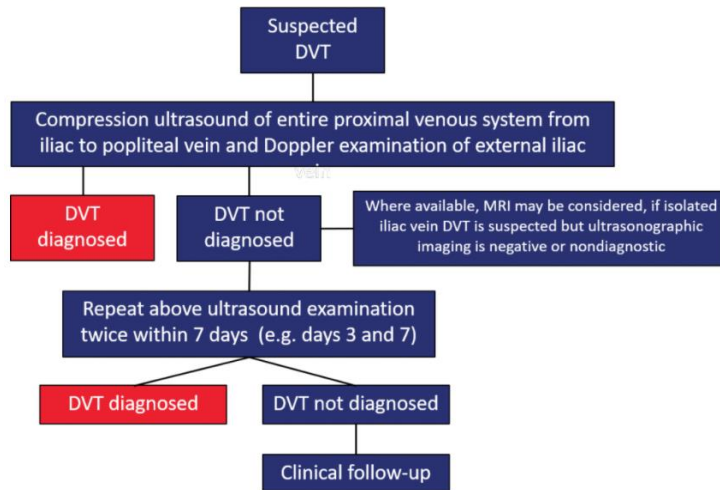 Suspected
DVT
Compression ultrasound of entire proximal venous system from
iliac to popliteal vein and Doppler examination of external iliac
vein
DVT
diagnosed
DVT not
diagnosed
Where available, MRI may be considered, if isolated
iliac vein DVT is suspected but ultrasonographic
imaging is negative or nondiagnostic
Repeat above ultrasound examination
twice within 7 days (e.g. days 3 and 7)
DVT diagnosed
DVT not diagnosed
Clinical follow-up